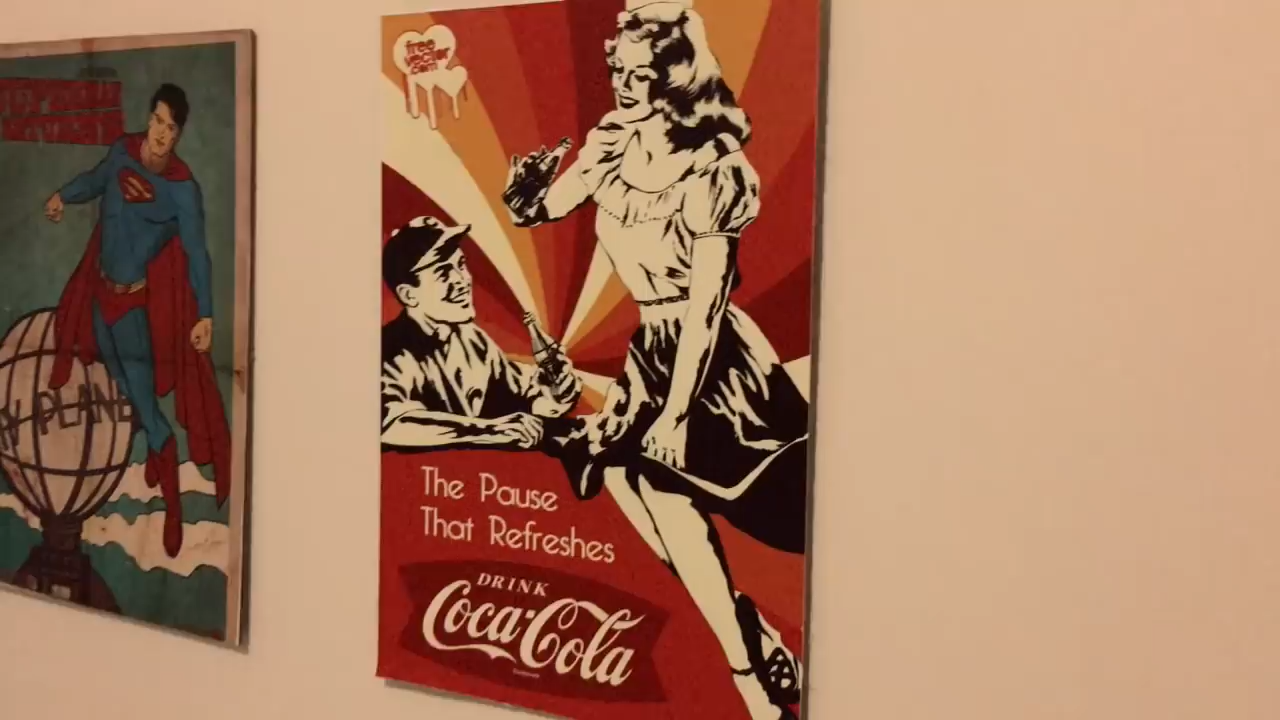 Y PLANE
free
vector
com
The Pause
That Refreshes
DRINK
Coca-Cola